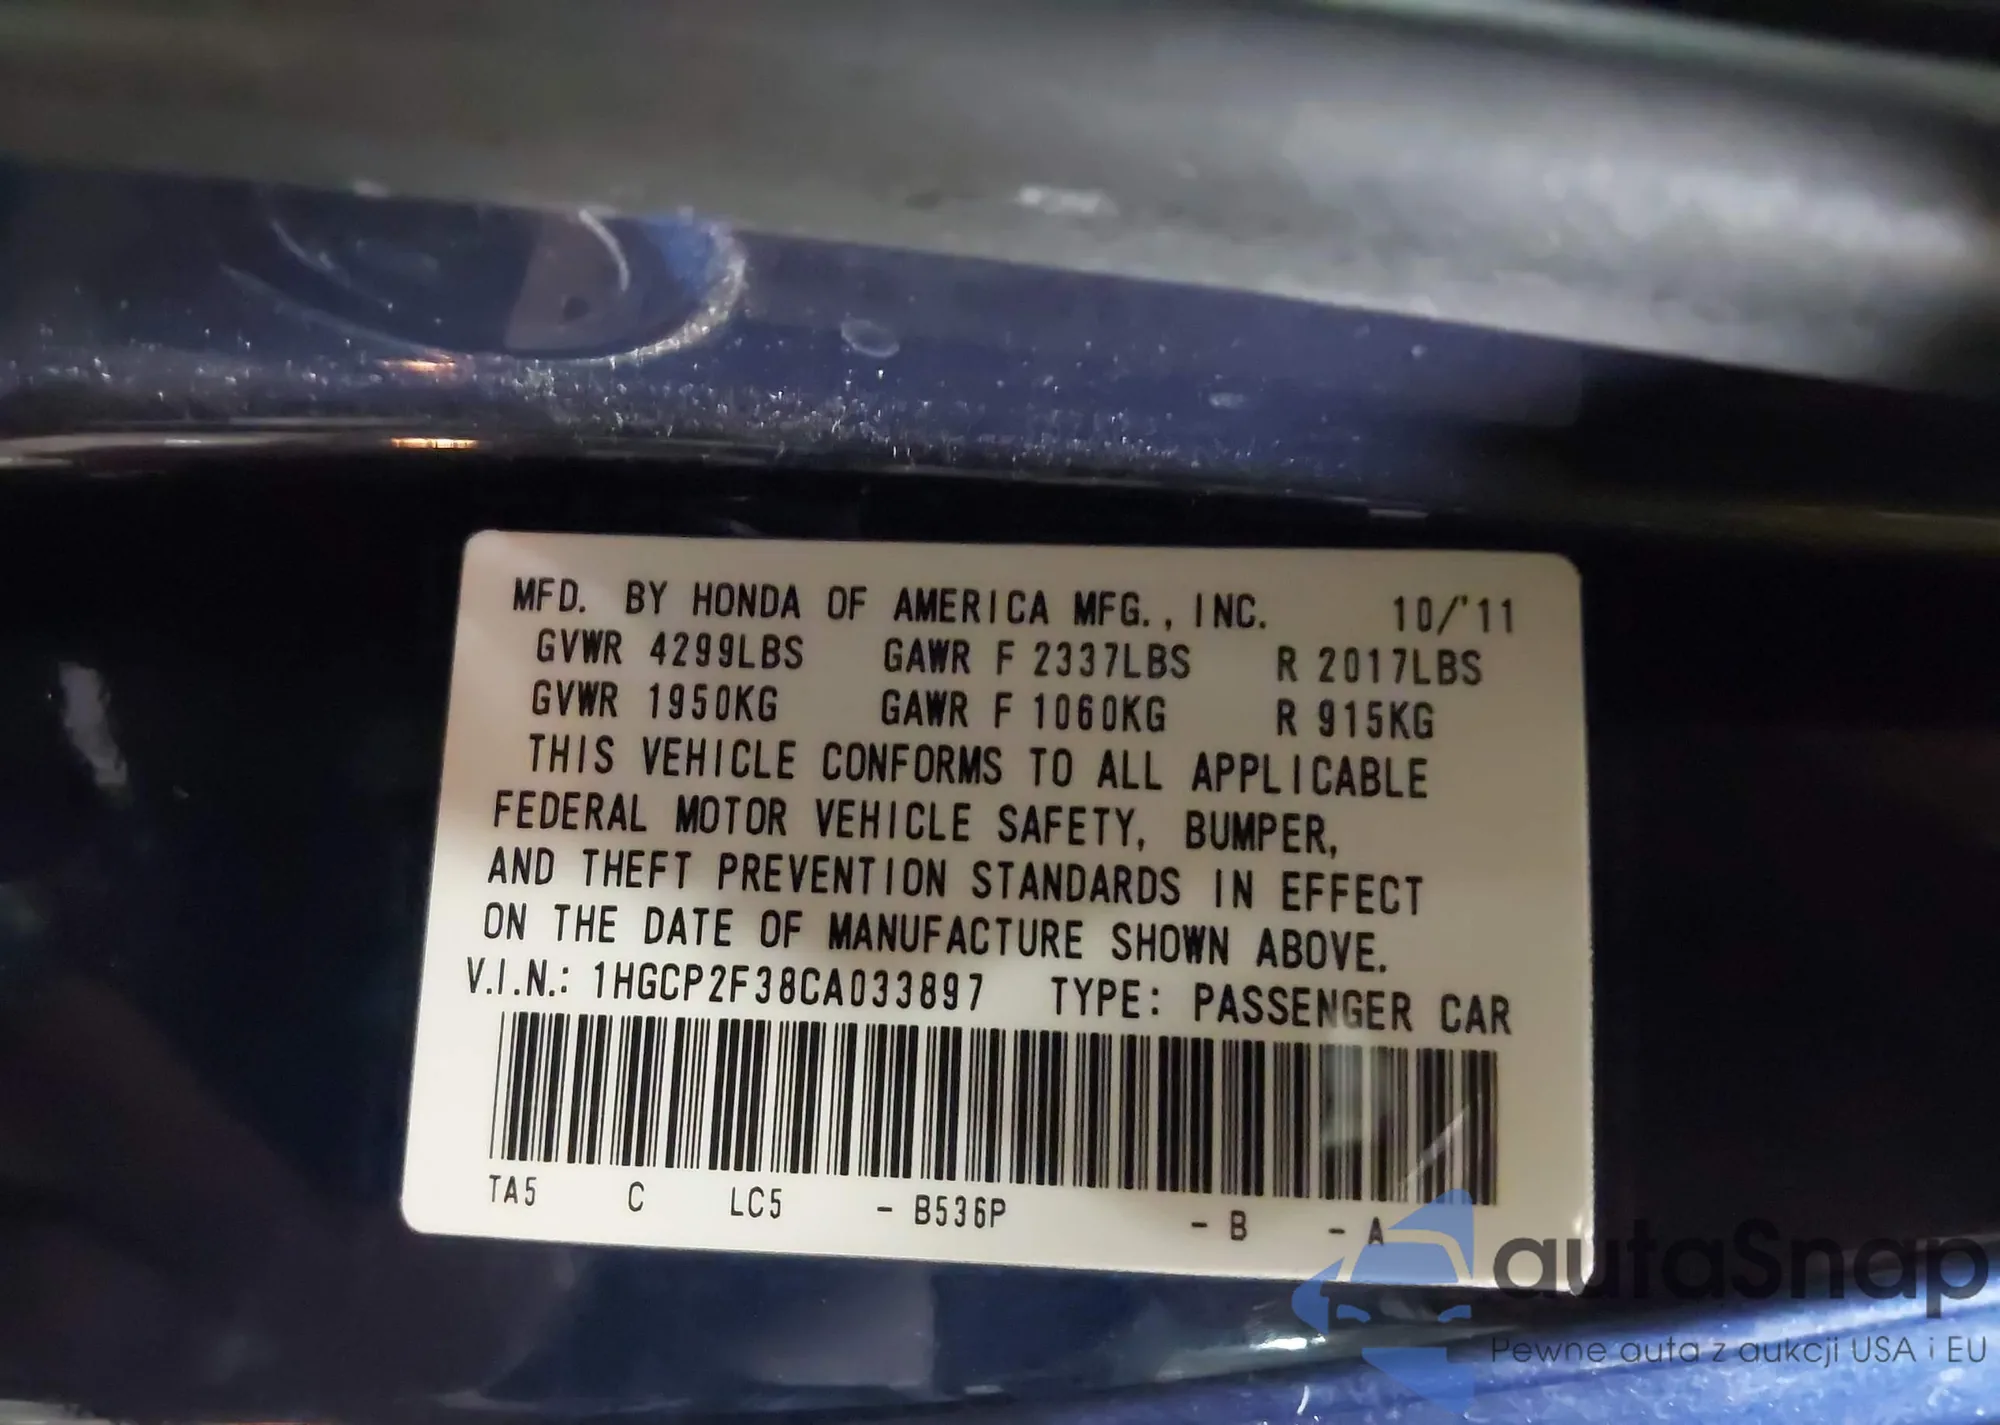 MFD. BY HONDA OF AMERICA MFG., INC. 10/'11
GVWR 4299LBS GAWR F 2337LBS R 2017LBS
GVWR 1950KG GAWR F 1060KG R 915KG
THIS VEHICLE CONFORMS TO ALL APPLICABLE
FEDERAL MOTOR VEHICLE SAFETY, BUMPER,
AND THEFT PREVENTION STANDARDS IN EFFECT
ON THE DATE OF MANUFACTURE SHOWN ABOVE.
V.I.N.: 1HGCP2F38CA033897 TYPE: PASSENGER CAR
TA5 C LC5 - B536P - B - A
autaSnap
Pewne auta z aukcji USA i EU